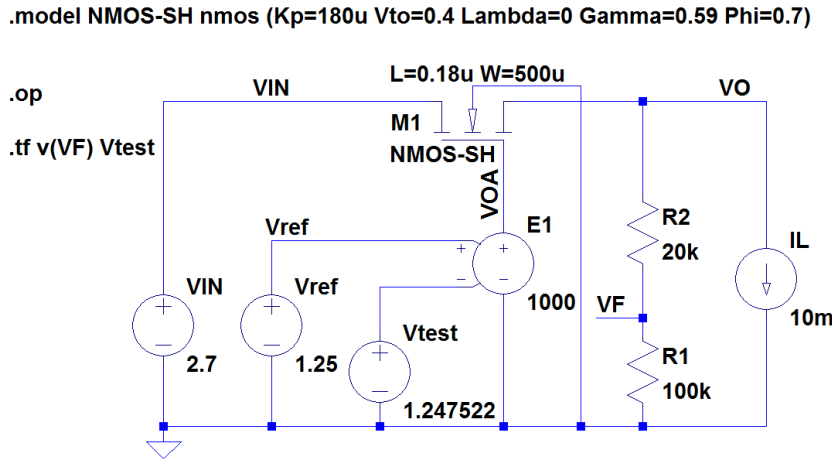 .model NMOS-SH nmos (Kp=180u Vto=0.4 Lambda=0 Gamma=0.59 Phi=0.7)
L=0.18u W=500u
.op
VIN
VO
M1
.tf v(VF) Vtest
NMOS-SH
VOA
E1
Vref
R2
IL
+
+
20k
VIN
Vref
1000
VF
10m
+
+
Vtest
2.7
1.25
+
R1
100k
1.247522